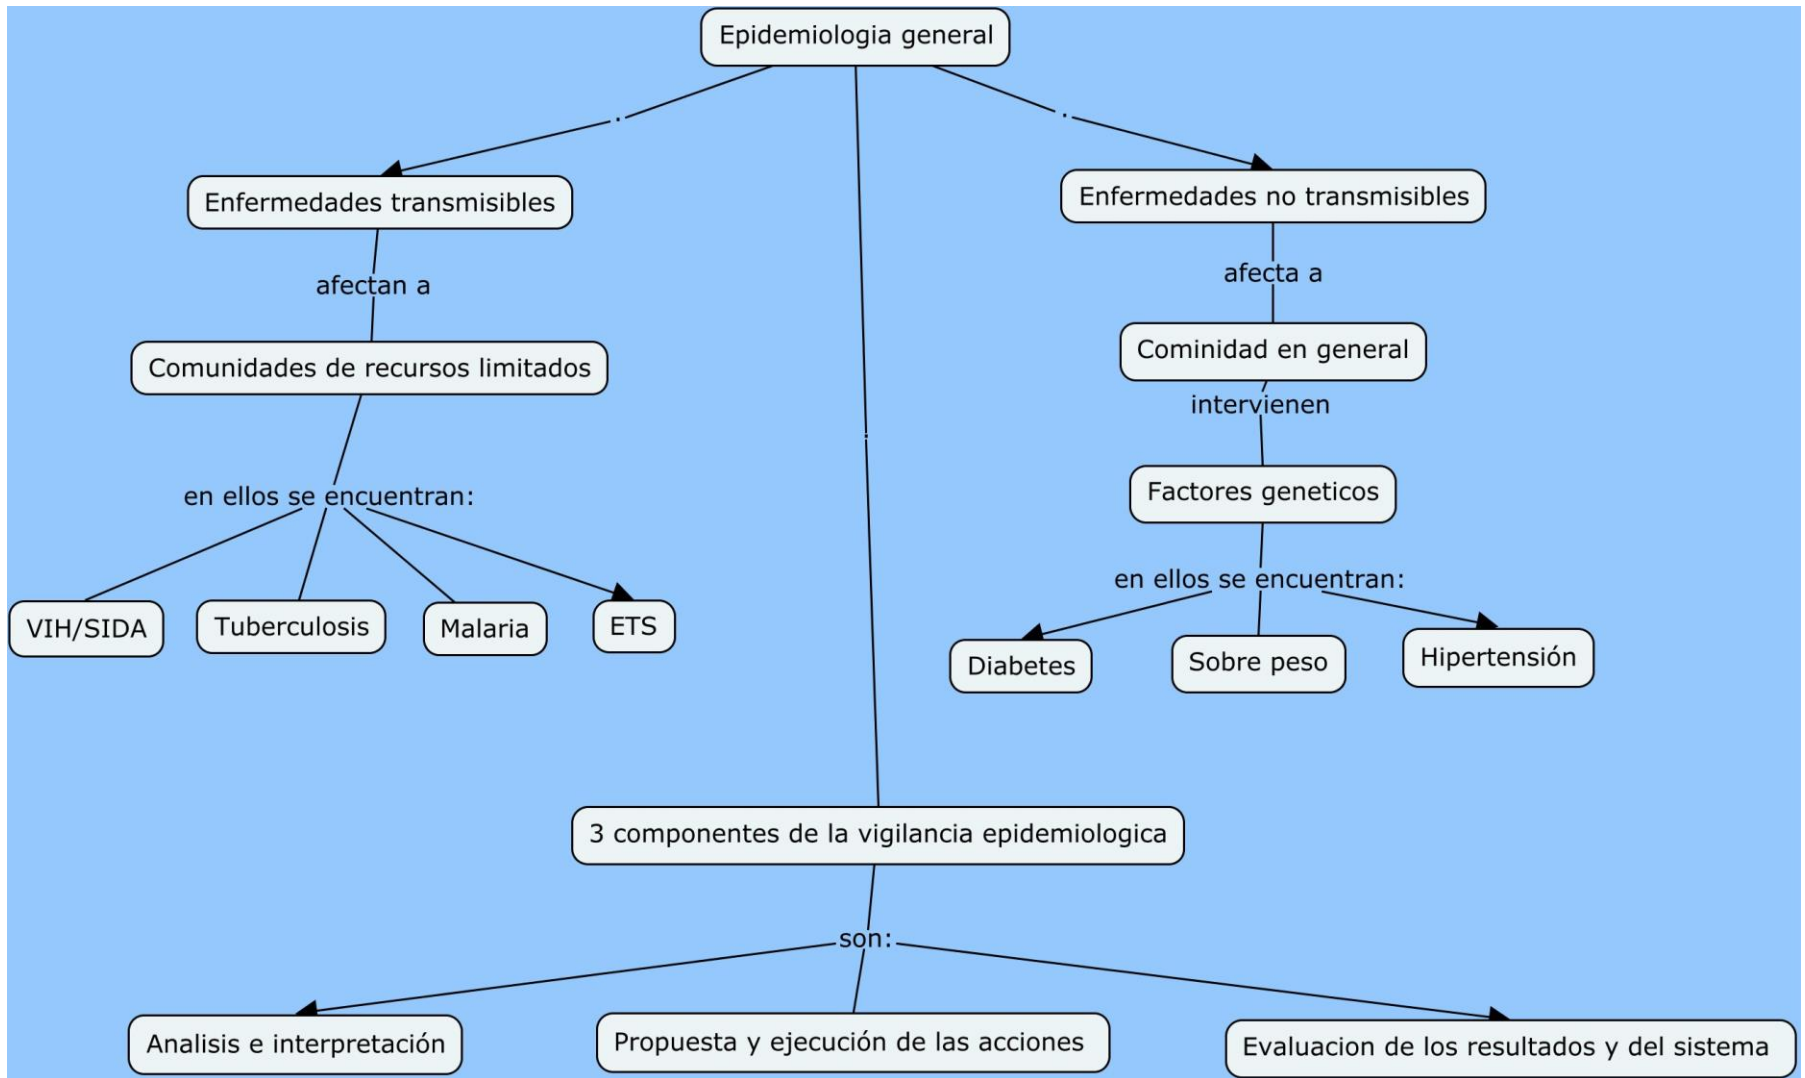 Epidemiologia general
Enfermedades transmisibles
Enfermedades no transmisibles
afectan a
afecta a
Comunidades de recursos limitados
Cominidad en general
intervienen
Factores geneticos
en ellos se encuentran:
en ellos se encuentran:
VIH/SIDA
Tuberculosis
Malaria
ETS
Diabetes
Sobre peso
Hipertensión
3 componentes de la vigilancia epidemiologica
son:
Analisis e interpretación
Propuesta y ejecución de las acciones
Evaluacion de los resultados y del sistema